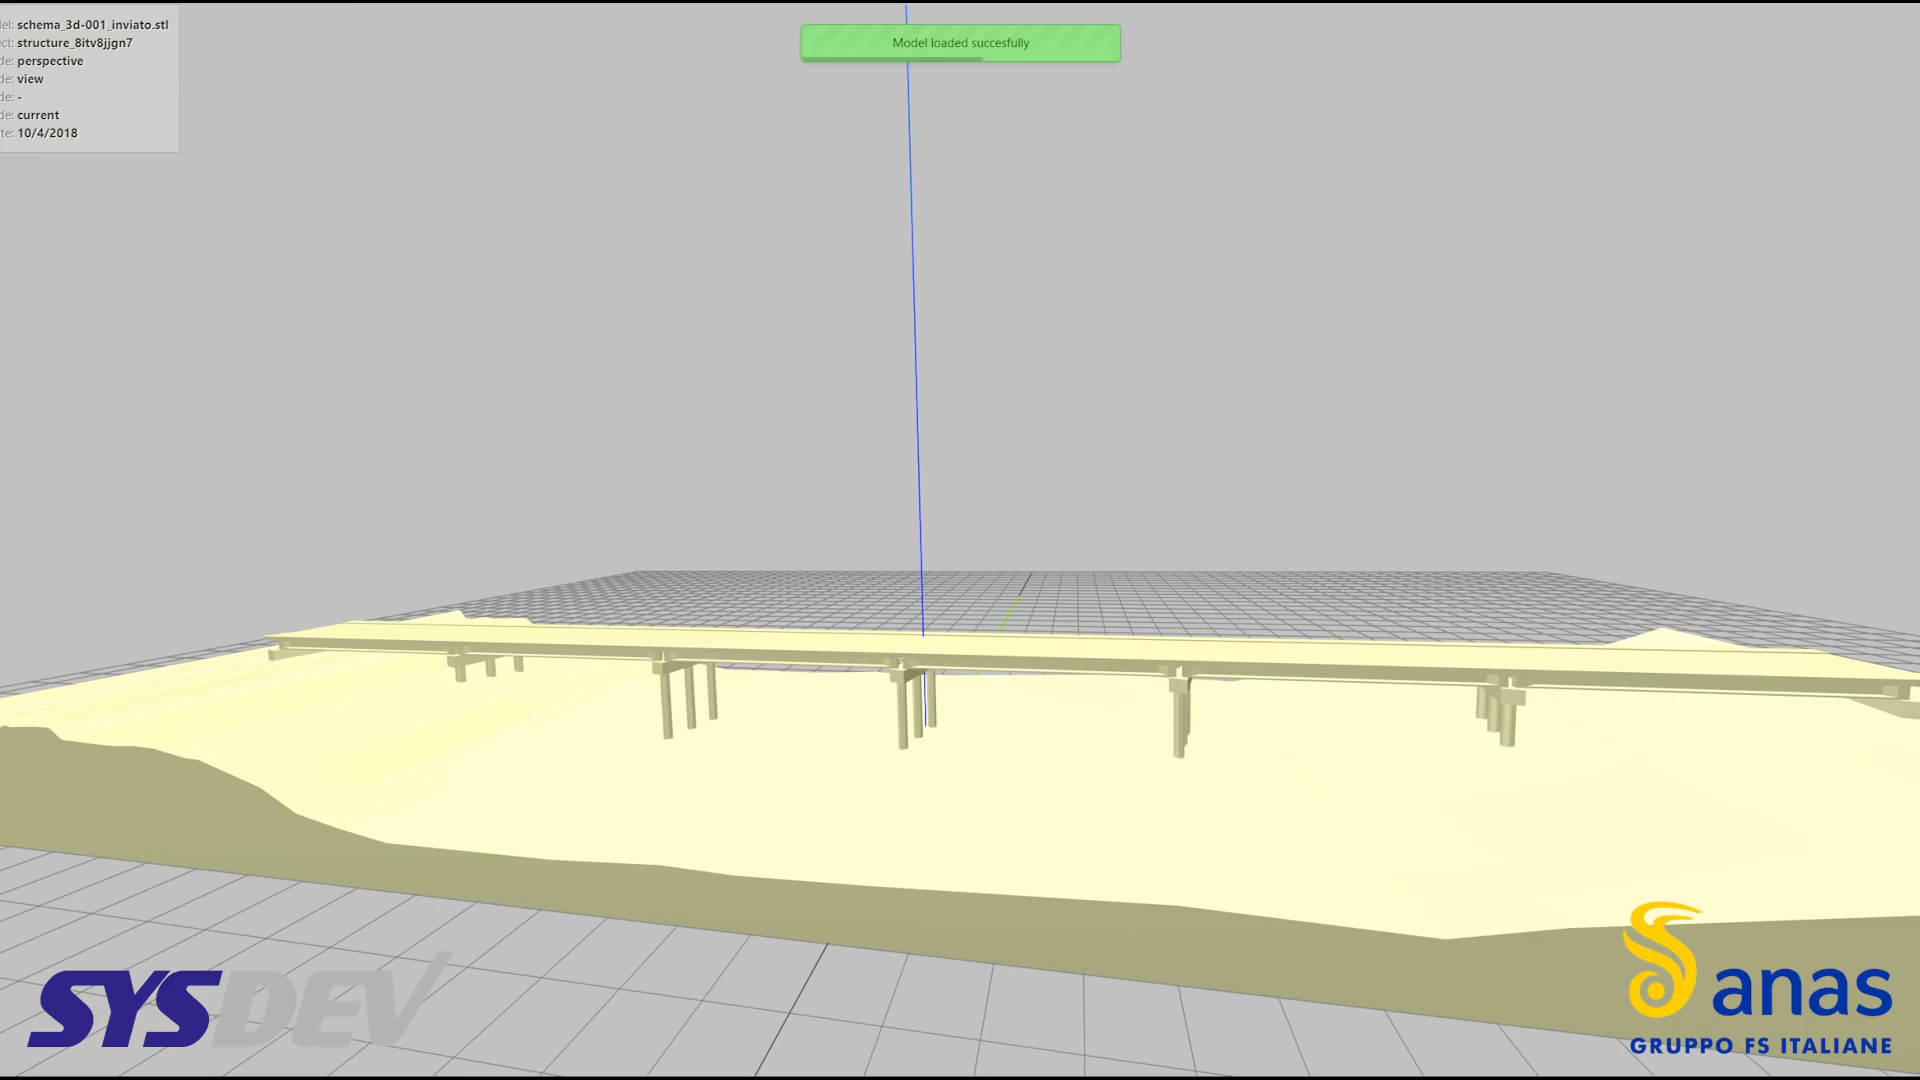 el: schema_3d-001_inviato.stl
ct: structure_8itv8jjgn7
de: perspective
de: view
de: -
de: current
te: 10/4/2018
Model loaded succesfully
SYSDEV
anas
GRUPPO FS ITALIANE